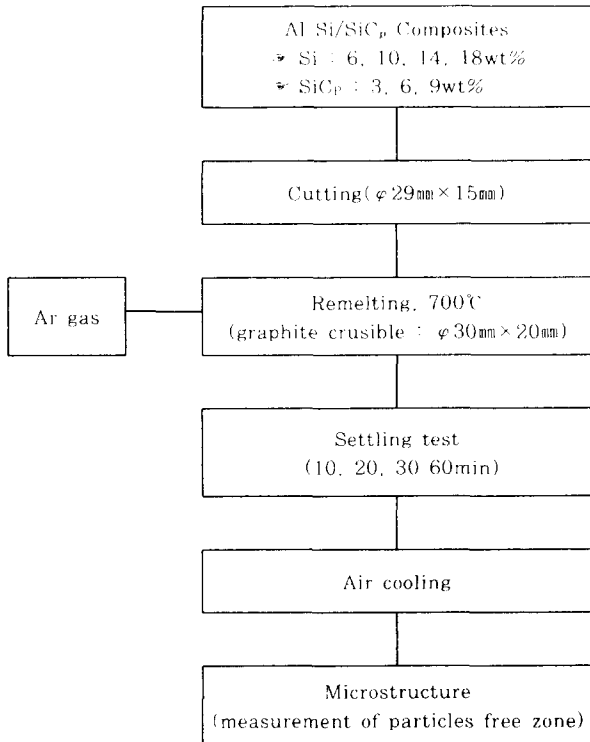 Al Si/SiCp Composites
☞ Si : 6, 10, 14, 18wt%
☞ SiCp : 3, 6, 9wt%
Cutting(φ29㎜×15㎜)
Ar gas
Remelting, 700℃
(graphite crusible : φ30㎜×20㎜)
Settling test
(10, 20, 30 60min)
Air cooling
Microstructure
(measurement of particles free zone)